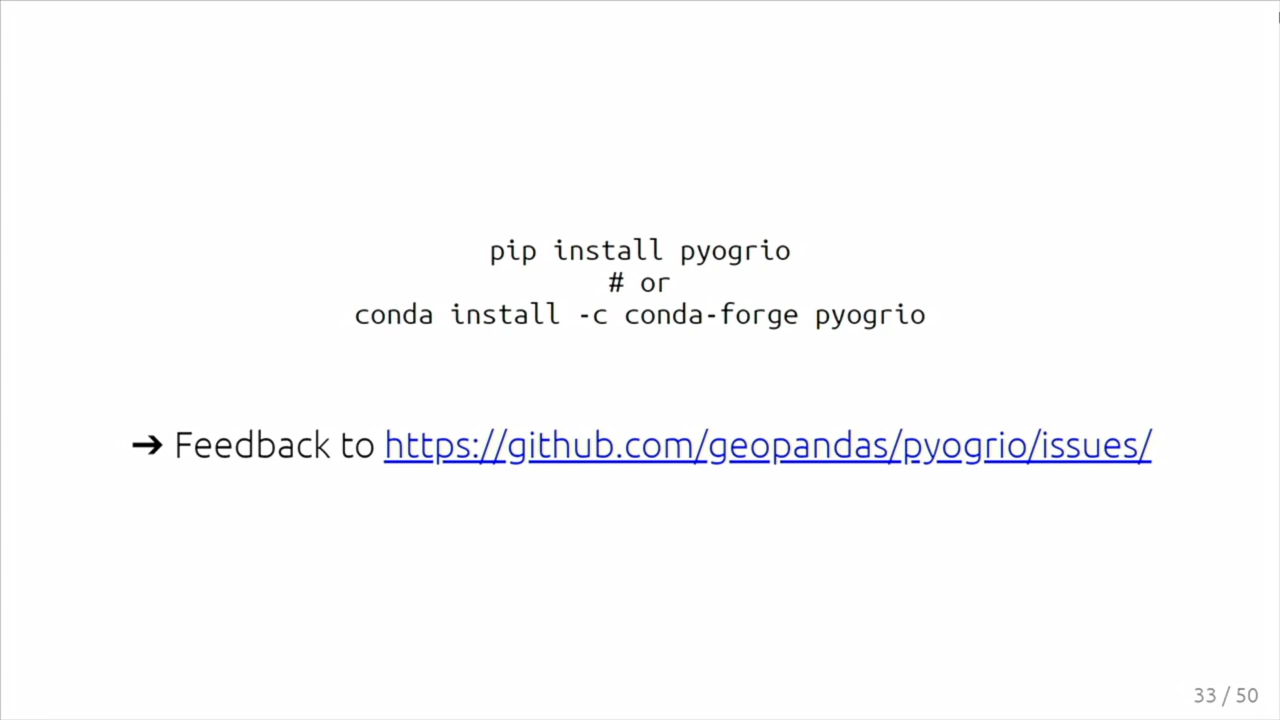 pip install pyogrio
# or
conda install -c conda-forge pyogrio
➔ Feedback to https://github.com/geopandas/pyogrio/issues/
33 / 50